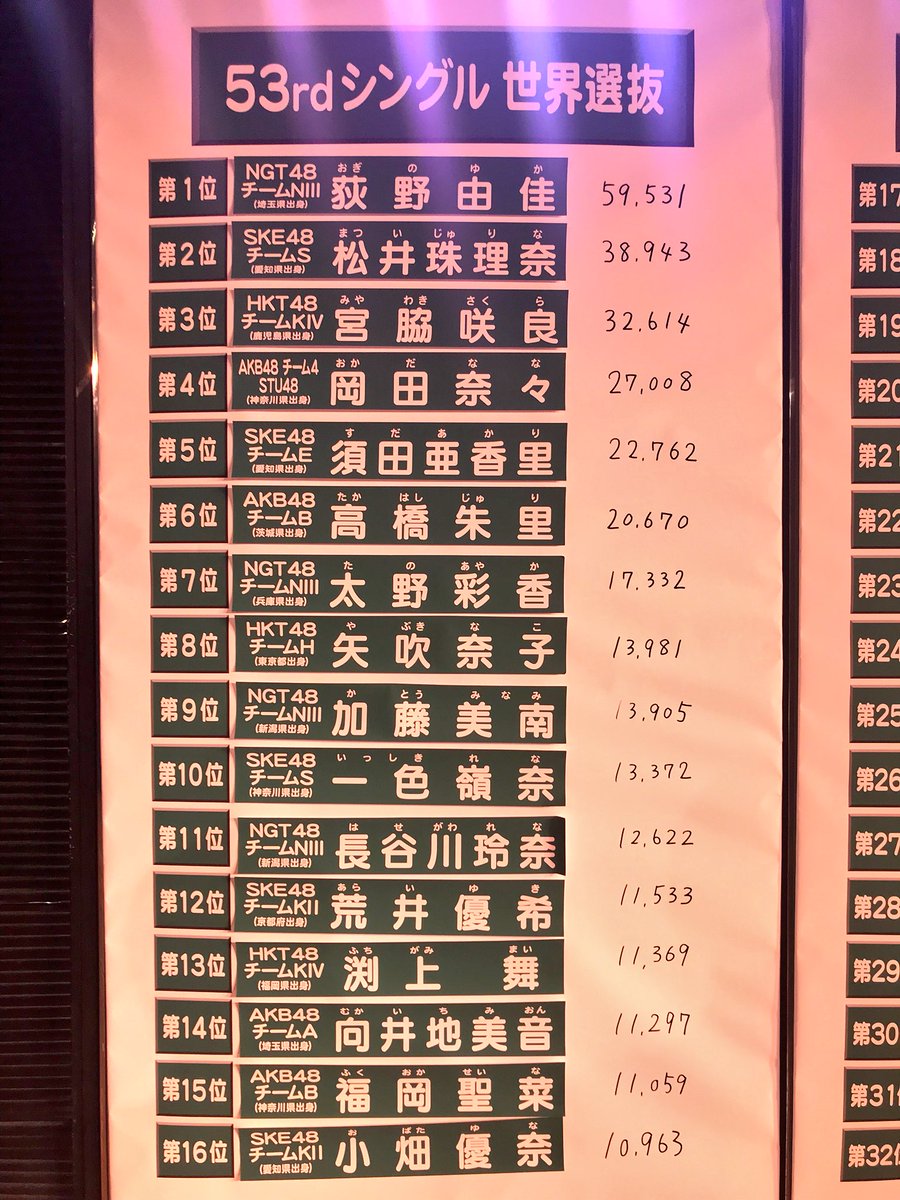 53rdシングル 世界選抜
第1位 NGT48 チームNIII (埼玉県出身) おぎ の ゆ か 荻野由佳 59,531
第2位 SKE48 チームS (愛知県出身) まつ い じゅ り な 松井珠理奈 38,943
第3位 HKT48 チームKIV (鹿児島県出身) みや わき さく ら 宮脇咲良 32,614
第4位 AKB48 チーム4 STU48 (神奈川県出身) おか だ な な 岡田奈々 27,008
第5位 SKE48 チームE (愛知県出身) す だ あ か り 須田亜香里 22,762
第6位 AKB48 チームB (茨城県出身) たか はし じゅ り 高橋朱里 20,670
第7位 NGT48 チームNIII (兵庫県出身) た の あや か 太野彩香 17,332
第8位 HKT48 チームH (東京都出身) や ぶき な こ 矢吹奈子 13,981
第9位 NGT48 チームNIII (新潟県出身) か とう み なみ 加藤美南 13,905
第10位 SKE48 チームS (神奈川県出身) いっ しき れ な 一色嶺奈 13,372
第11位 NGT48 チームNIII (新潟県出身) は せ がわ れ な 長谷川玲奈 12,622
第12位 SKE48 チームKII (京都府出身) あら い ゆ き 荒井優希 11,533
第13位 HKT48 チームKIV (福岡県出身) ふち がみ まい 渕上舞 11,369
第14位 AKB48 チームA (埼玉県出身) むかい ち み おん 向井地美音 11,297
第15位 AKB48 チームB (神奈川県出身) ふく おか せい な 福岡聖菜 11,059
第16位 SKE48 チームKII (愛知県出身) お ばた ゆ な 小畑優奈 10,963
第17
第18
第19
第20
第21
第22
第23
第24
第25
第26
第27
第28
第29
第30
第31位
第32位